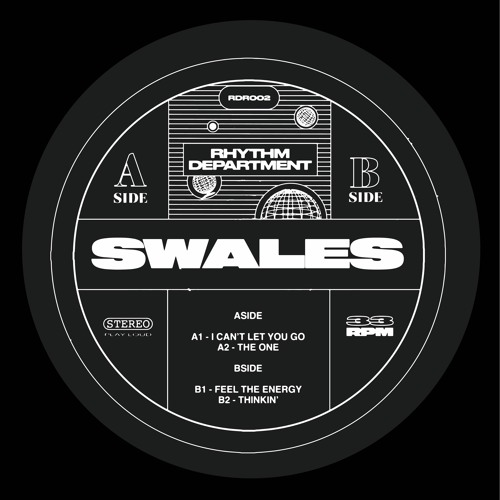 RDR002
RHYTHM
DEPARTMENT
A
SIDE
B
SIDE
SWALES
STEREO
PLAY LOUD
33
RPM
ASIDE
A1 - I CAN'T LET YOU GO
A2 - THE ONE
BSIDE
B1 - FEEL THE ENERGY
B2 - THINKIN'